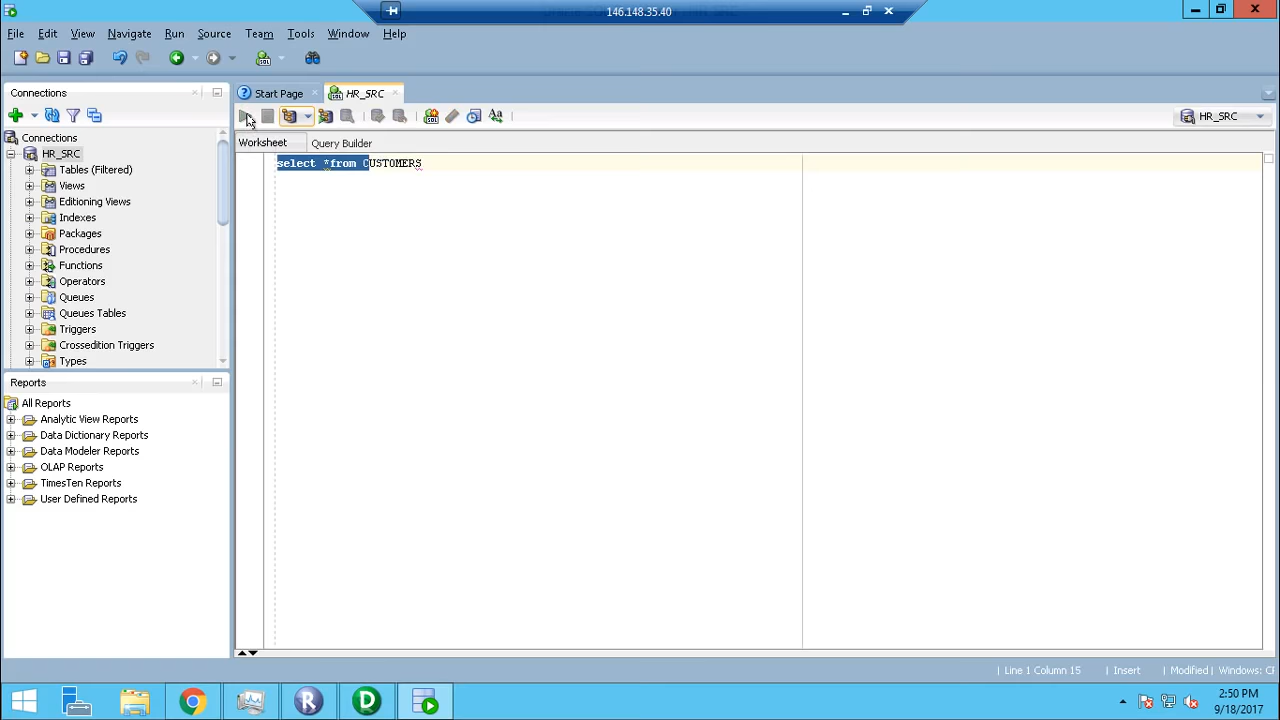 146.148.35.40
File Edit View Navigate Run Source Team Tools Window Help
Connections
Start Page
HR_SRC
HR_SRC
Worksheet
Query Builder
select *from CUSTOMERS
Connections
HR_SRC
Tables (Filtered)
Views
Editioning Views
Indexes
Packages
Procedures
Functions
Operators
Queues
Queues Tables
Triggers
Crossedition Triggers
Types
Reports
All Reports
Analytic View Reports
Data Dictionary Reports
Data Modeler Reports
OLAP Reports
TimesTen Reports
User Defined Reports
Line 1 Column 15
Insert
Modified
Windows:
2:50 PM
9/18/2017